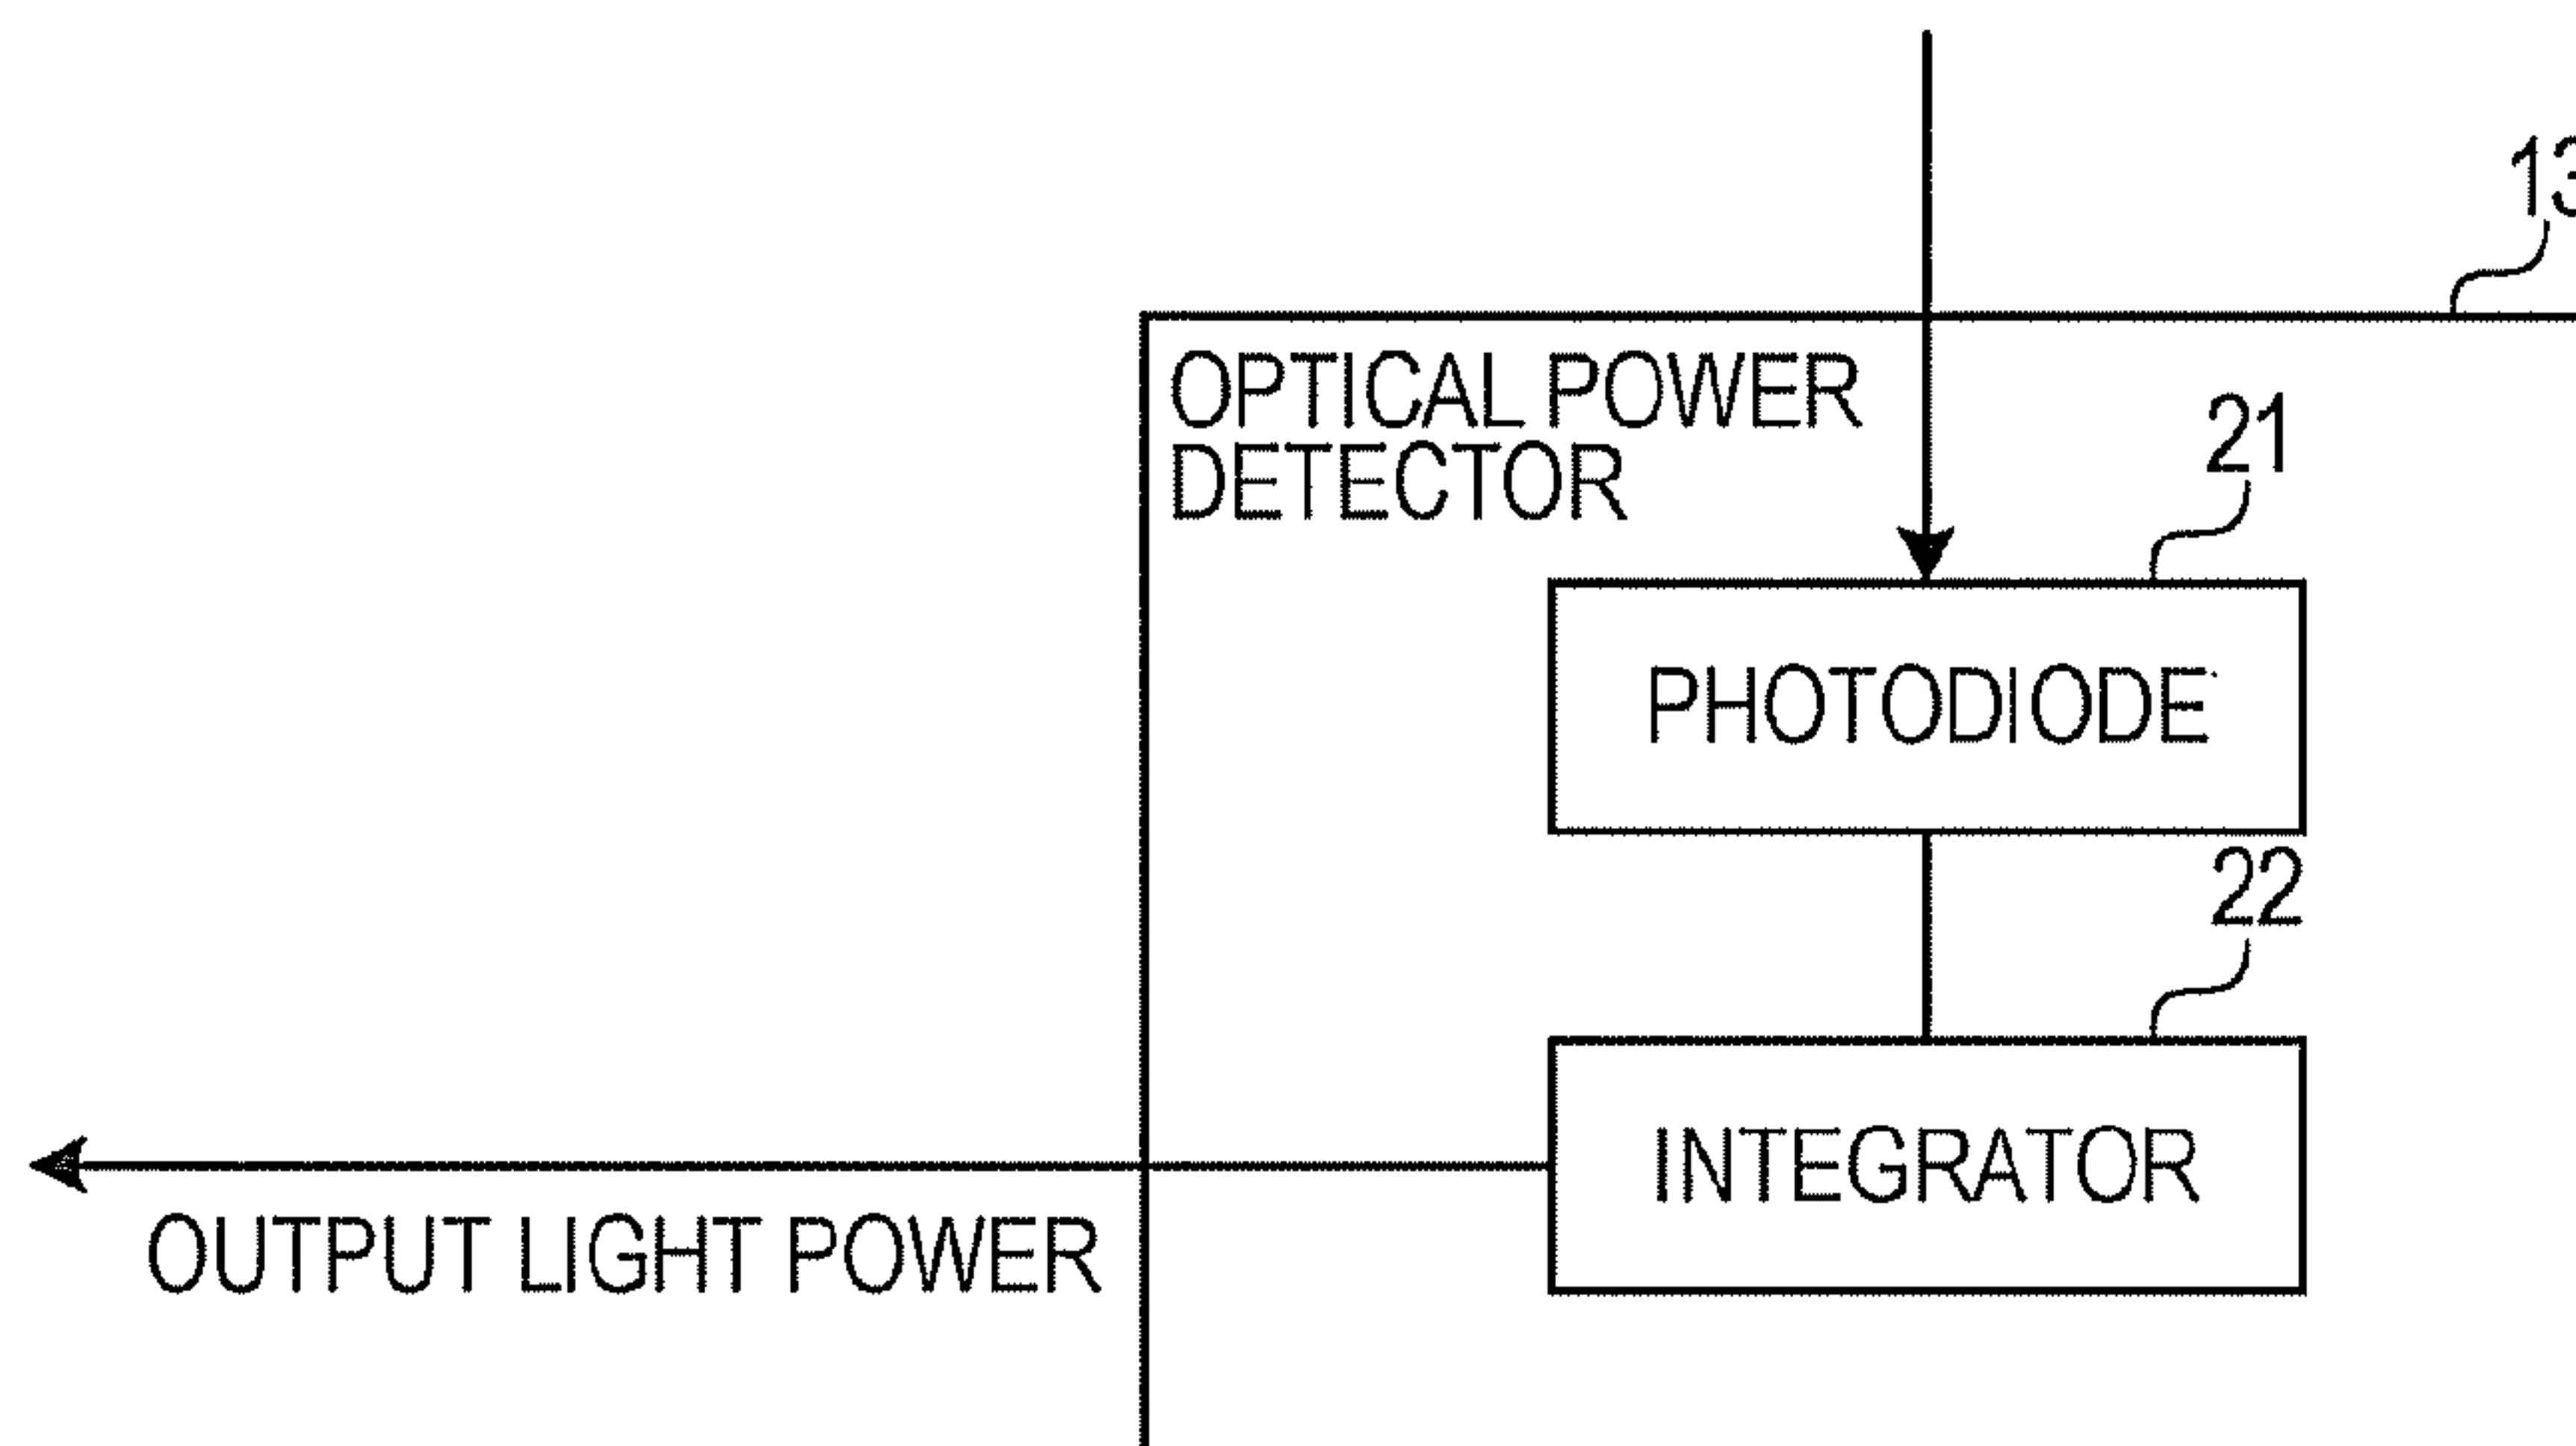 13
OPTICAL POWER
DETECTOR
21
PHOTODIODE
22
INTEGRATOR
OUTPUT LIGHT POWER